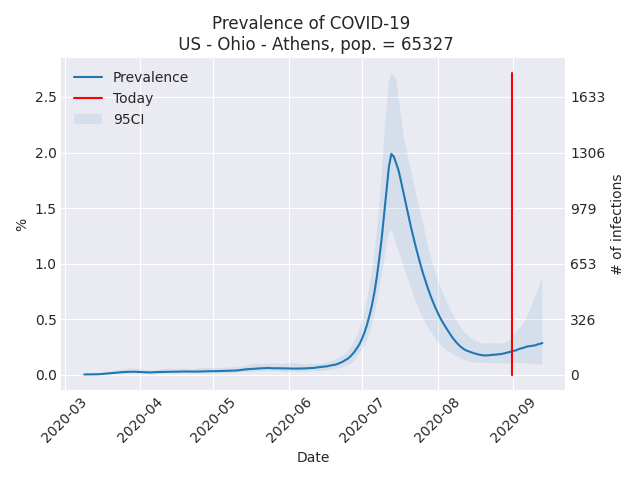 Prevalence of COVID-19
US - Ohio - Athens, pop. = 65327
Prevalence
Today
95CI
2.5
2.0
1.5
1.0
0.5
0.0
%
1633
1306
979
653
326
0
# of infections
2020-03
2020-04
2020-05
2020-06
2020-07
2020-08
2020-09
Date